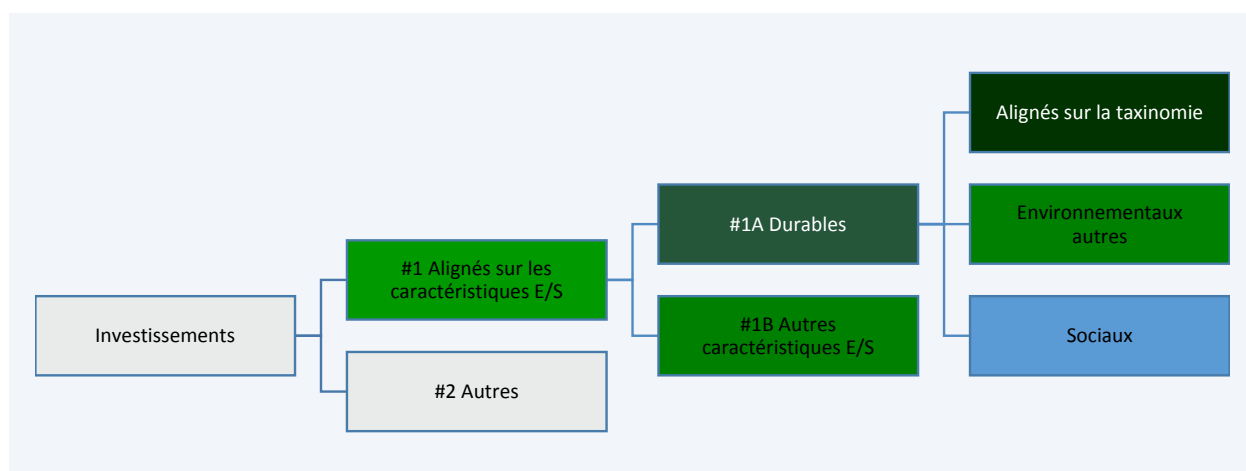 Investissements
#1 Alignés sur les
caractéristiques E/S
#2 Autres
#1A Durables
#1B Autres
caractéristiques E/S
Alignés sur la taxinomie
Environnementaux
autres
Sociaux